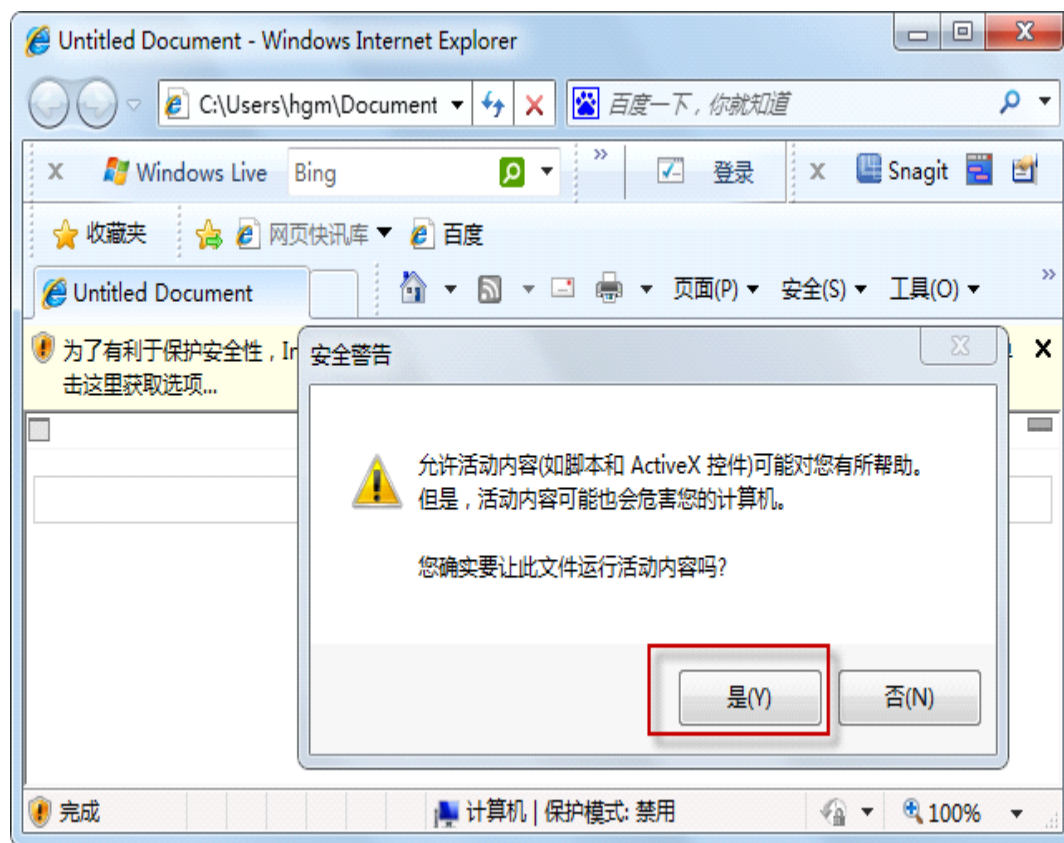 Untitled Document - Windows Internet Explorer
C:\Users\hgm\Document
百度一下，你就知道
Windows Live
Bing
登录
Snagit
收藏夹
网页快讯库
百度
Untitled Document
页面(P)
安全(S)
工具(O)
为了有利于保护安全性，In
击这里获取选项...
安全警告
允许活动内容(如脚本和 ActiveX 控件)可能对您有所帮助。
但是，活动内容可能也会危害您的计算机。
您确实要让此文件运行活动内容吗?
是(Y)
否(N)
完成
计算机 | 保护模式: 禁用
100%